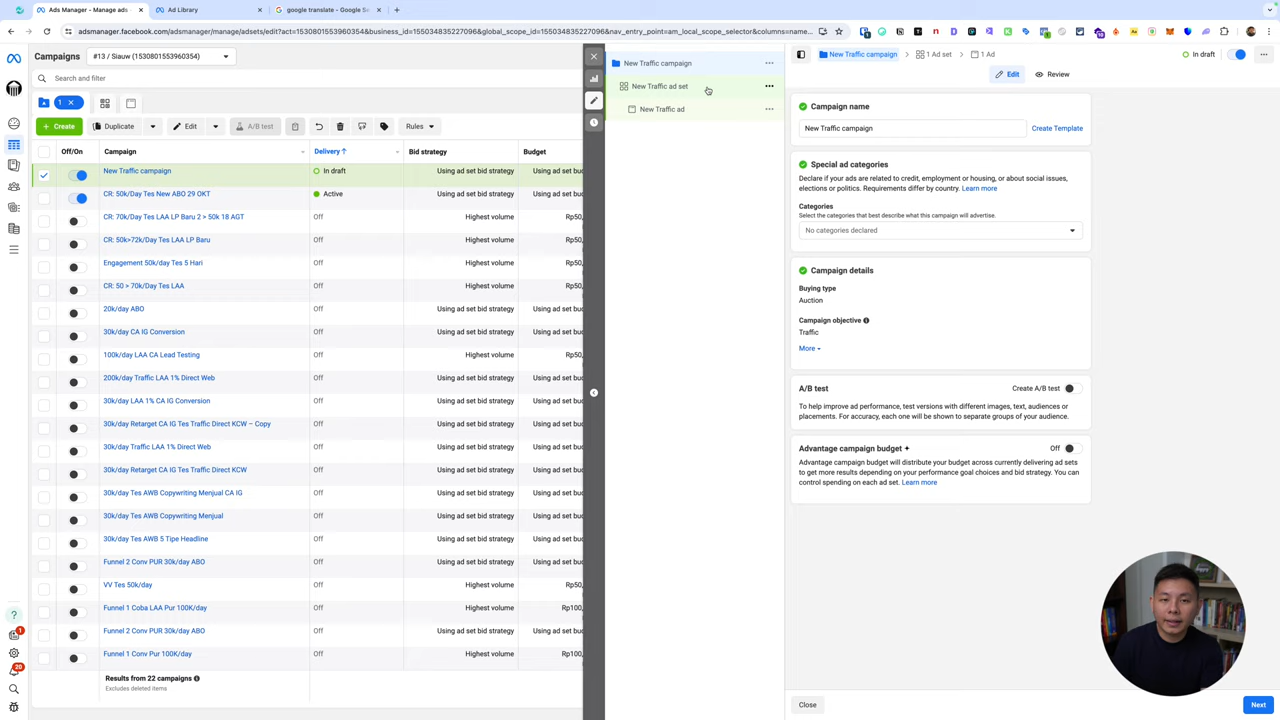 Ads Manager - Manage ads -
Ad Library
google translate - Google Se
adsmanager.facebook.com/adsmanager/manage/adsets/edit?act=1530801553960354&business_id=155034835227096&global_scope_id=155034835227096&nav_entry_point=am_local_scope_selector&columns=name...
Campaigns
#13 / Siauw (1530801553960354)
Search and filter
1
Create
Duplicate
Edit
A/B test
Rules
Off/On
Campaign
Delivery ↑
Bid strategy
Budget
New Traffic campaign
In draft
Using ad set bid strategy
Using ad set bud
CR: 50k/Day Tes New ABO 29 OKT
Active
Using ad set bid strategy
Using ad set bud
CR: 70k/Day Tes LAA LP Baru 2 > 50k 18 AGT
Off
Highest volume
Rp50,
CR: 50k>72k/Day Tes LAA LP Baru
Off
Highest volume
Rp50,
Engagement 50k/day Tes 5 Hari
Off
Highest volume
Rp50,
CR: 50 > 70k/Day Tes LAA
Off
Highest volume
Rp50,
20k/day ABO
Off
Using ad set bid strategy
Using ad set bud
30k/day CA IG Conversion
Off
Using ad set bid strategy
Using ad set bud
100k/day LAA CA Lead Testing
Off
Highest volume
Rp50,
200k/day Traffic LAA 1% Direct Web
Off
Using ad set bid strategy
Using ad set bud
30k/day LAA 1% CA IG Conversion
Off
Using ad set bid strategy
Using ad set bud
30k/day Retarget CA IG Tes Traffic Direct KCW – Copy
Off
Using ad set bid strategy
Using ad set bud
30k/day Traffic LAA 1% Direct Web
Off
Using ad set bid strategy
Using ad set bud
30k/day Retarget CA IG Tes Traffic Direct KCW
Off
Using ad set bid strategy
Using ad set bud
30k/day Tes AWB Copywriting Menjual CA IG
Off
Using ad set bid strategy
Using ad set bud
30k/day Tes AWB Copywriting Menjual
Off
Using ad set bid strategy
Using ad set bud
30k/day Tes AWB 5 Tipe Headline
Off
Using ad set bid strategy
Using ad set bud
Funnel 2 Conv PUR 30k/day ABO
Off
Using ad set bid strategy
Using ad set bud
VV Tes 50k/day
Off
Highest volume
Rp50,
Funnel 1 Coba LAA Pur 100K/day
Off
Highest volume
Rp100,
Funnel 2 Conv PUR 30k/day ABO
Off
Using ad set bid strategy
Using ad set bud
Funnel 1 Conv Pur 100K/day
Off
Highest volume
Rp100,
Results from 22 campaigns
Excludes deleted items
1
20
1
New Traffic campaign
New Traffic ad set
New Traffic ad
New Traffic campaign
1 Ad set
1 Ad
In draft
Edit
Review
Campaign name
New Traffic campaign
Create Template
Special ad categories
Declare if your ads are related to credit, employment or housing, or about social issues,
elections or politics. Requirements differ by country. Learn more
Categories
Select the categories that best describe what this campaign will advertise.
No categories declared
Campaign details
Buying type
Auction
Campaign objective
Traffic
More
A/B test
Create A/B test
To help improve ad performance, test versions with different images, text, audiences or
placements. For accuracy, each one will be shown to separate groups of your audience.
Advantage campaign budget
Off
Advantage campaign budget will distribute your budget across currently delivering ad sets
to get more results depending on your performance goal choices and bid strategy. You can
control spending on each ad set. Learn more
Close
Next